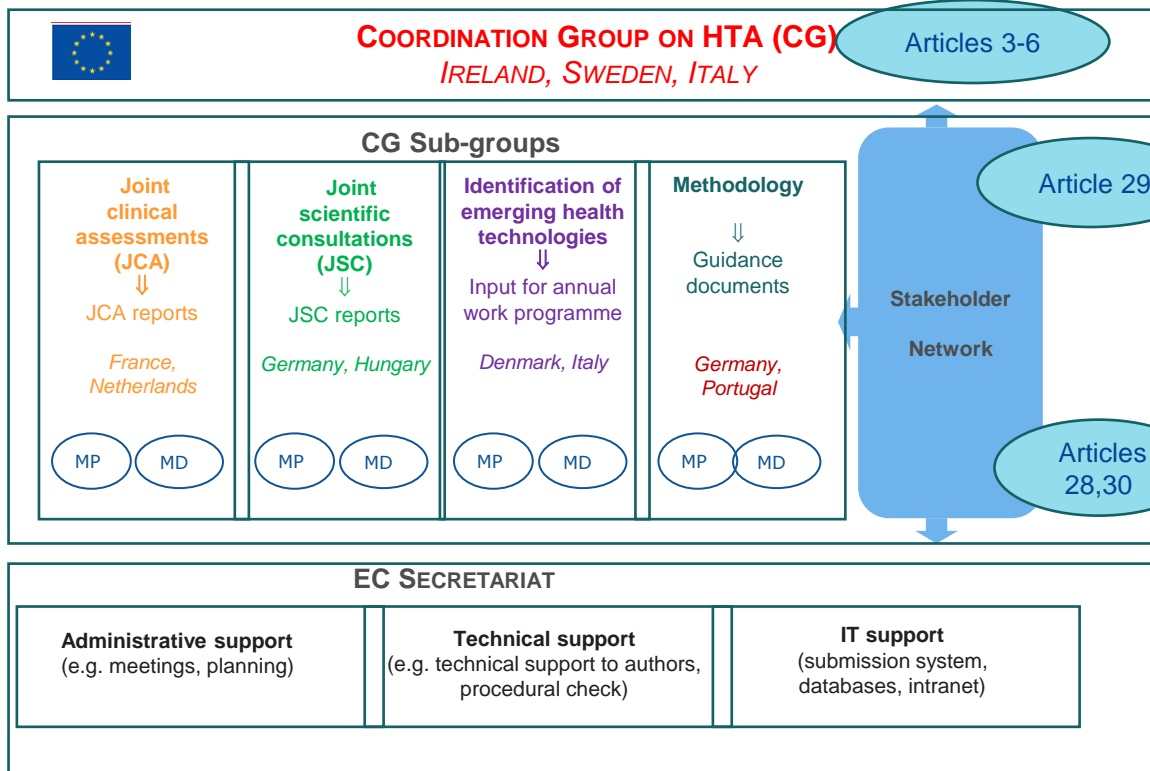 COORDINATION GROUP ON HTA (CG)
IRELAND, SWEDEN, ITALY
Articles 3-6
CG Sub-groups
Joint
clinical
assessments
(JCA)
⇓
JCA reports
France,
Netherlands
MP
MD
Joint
scientific
consultations
(JSC)
⇓
JSC reports
Germany, Hungary
MP
MD
Identification of
emerging health
technologies
⇓
Input for annual
work programme
Denmark, Italy
MP
MD
Methodology
⇓
Guidance
documents
Germany,
Portugal
MP
MD
Stakeholder
Network
Article 29
Articles
28,30
EC SECRETARIAT
Administrative support
(e.g. meetings, planning)
Technical support
(e.g. technical support to authors,
procedural check)
IT support
(submission system,
databases, intranet)